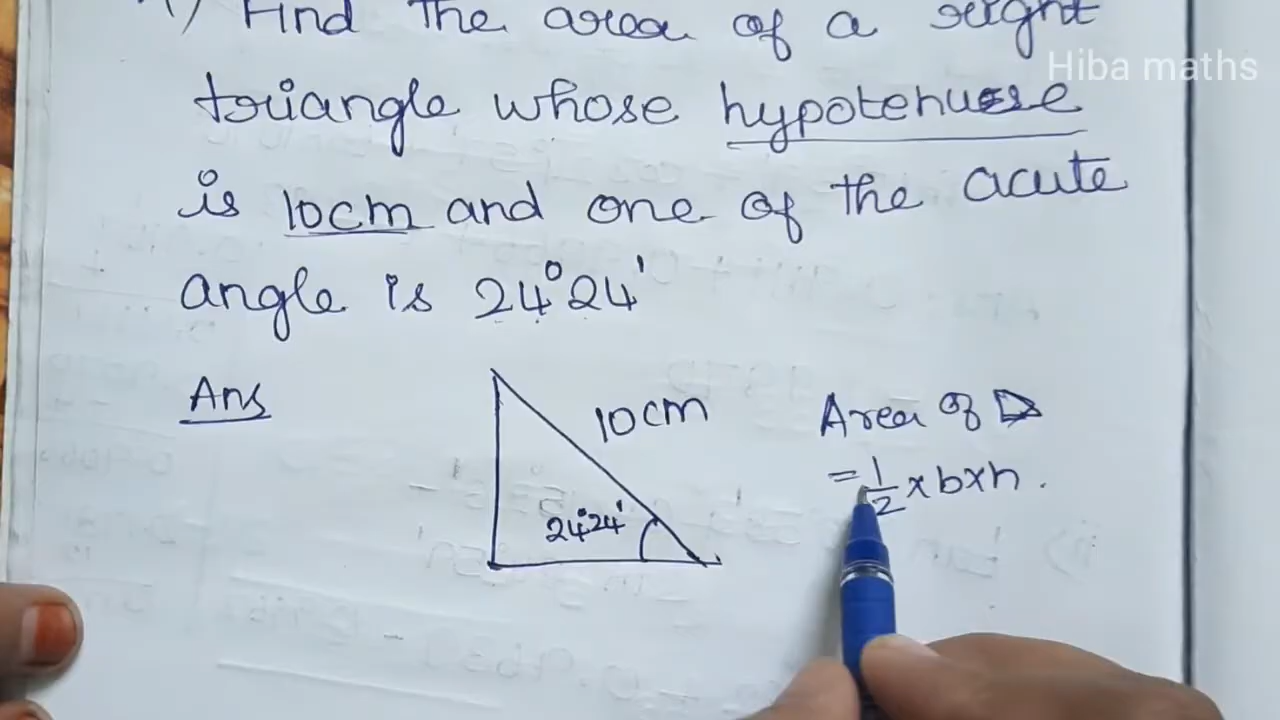 Find the area of a right
Hiba maths
triangle whose hypotenuse
is 10cm and one of the acute
angle is 24°24'
Ans
10cm
Area of
24°24'
= 1/2 × b×h.